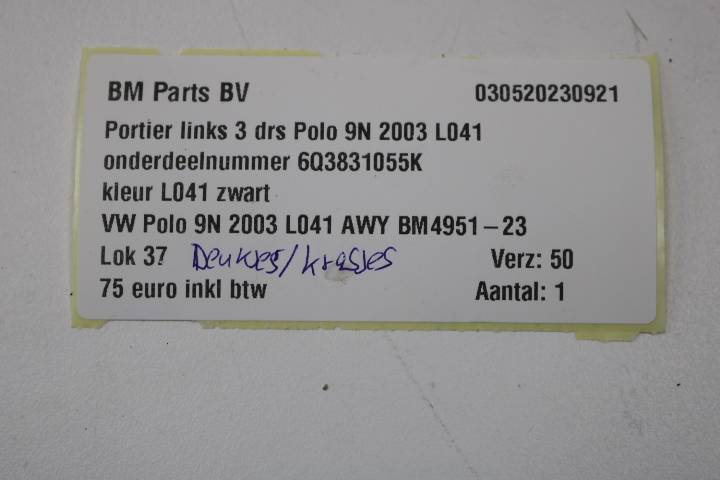 BM Parts BV 030520230921
Portier links 3 drs Polo 9N 2003 L041
onderdeelnummer 6Q3831055K
kleur L041 zwart
VW Polo 9N 2003 L041 AWY BM4951-23
Lok 37 Deukjes/krasjes Verz: 50
75 euro inkl btw Aantal: 1